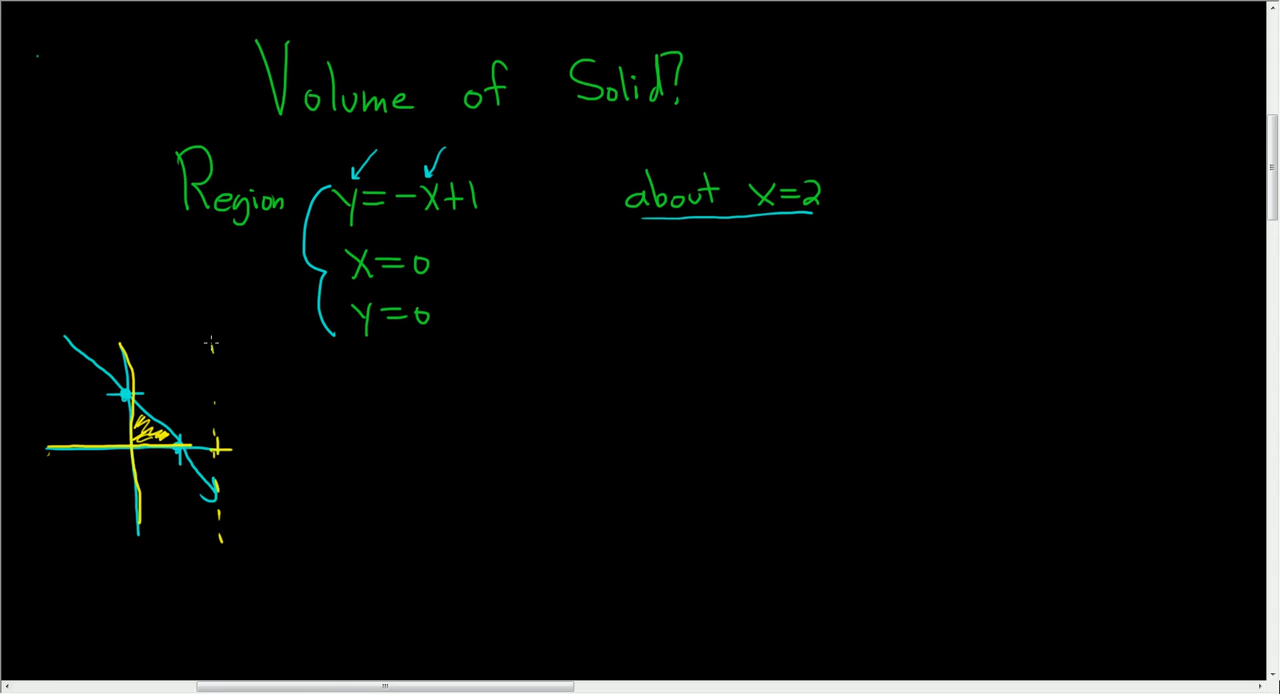 Volume of Solid?
Region y=-x+1 about x=2
x=0
y=0